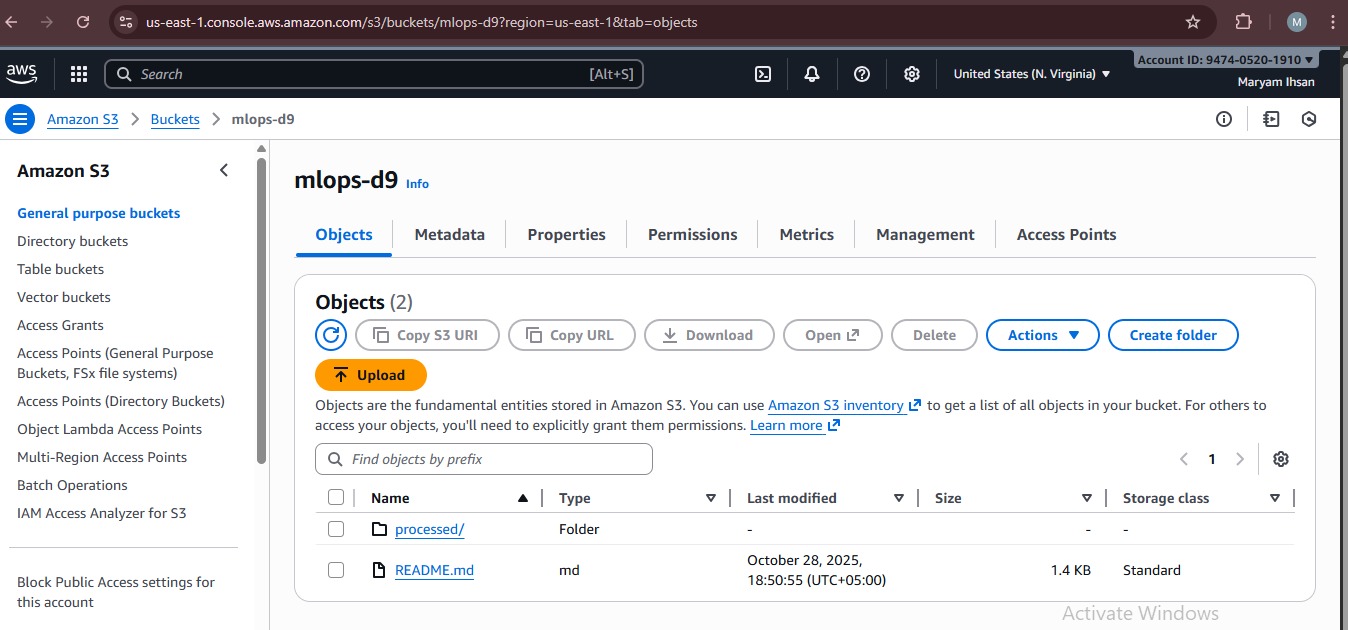 us-east-1.console.aws.amazon.com/s3/buckets/mlops-d9?region=us-east-1&tab=objects
M
aws
Search
[Alt+S]
United States (N. Virginia)
Account ID: 9474-0520-1910
Maryam Ihsan
Amazon S3
Buckets
mlops-d9
Amazon S3
General purpose buckets
Directory buckets
Table buckets
Vector buckets
Access Grants
Access Points (General Purpose
Buckets, FSx file systems)
Access Points (Directory Buckets)
Object Lambda Access Points
Multi-Region Access Points
Batch Operations
IAM Access Analyzer for S3
Block Public Access settings for
this account
mlops-d9 Info
Objects Metadata Properties Permissions Metrics Management Access Points
Objects (2)
Copy S3 URI Copy URL Download Open Delete Actions Create folder
Upload
Objects are the fundamental entities stored in Amazon S3. You can use Amazon S3 inventory to get a list of all objects in your bucket. For others to
access your objects, you'll need to explicitly grant them permissions. Learn more
Find objects by prefix
1
Name Type Last modified Size Storage class
processed/ Folder - - -
README.md md October 28, 2025, 1.4 KB Standard
18:50:55 (UTC+05:00)
Activate Windows